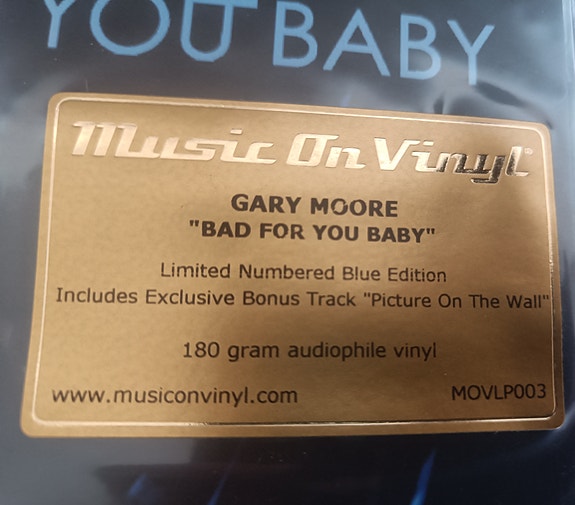 YOU BABY
Music On Vinyl
GARY MOORE
"BAD FOR YOU BABY"
Limited Numbered Blue Edition
Includes Exclusive Bonus Track "Picture On The Wall"
180 gram audiophile vinyl
www.musiconvinyl.com MOVLP003